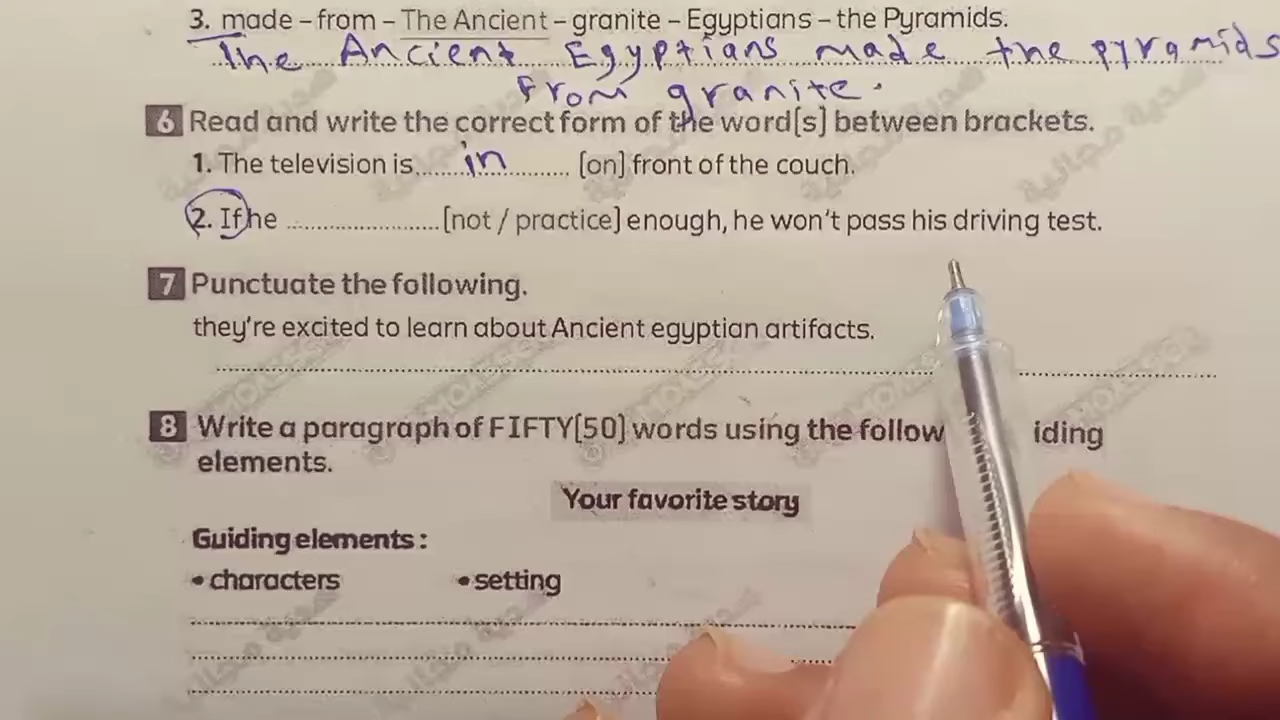 3. made – from – The Ancient – granite – Egyptians – the Pyramids.
The Ancient Egyptians made the pyramids
From granite.
6 Read and write the correct form of the word[s] between brackets.
1. The television is in [on] front of the couch.
2. If he ........................ [not / practice] enough, he won't pass his driving test.
7 Punctuate the following.
they're excited to learn about Ancient egyptian artifacts.
8 Write a paragraph of FIFTY[50] words using the follow iding
elements.
Your favorite story
Guiding elements :
• characters • setting